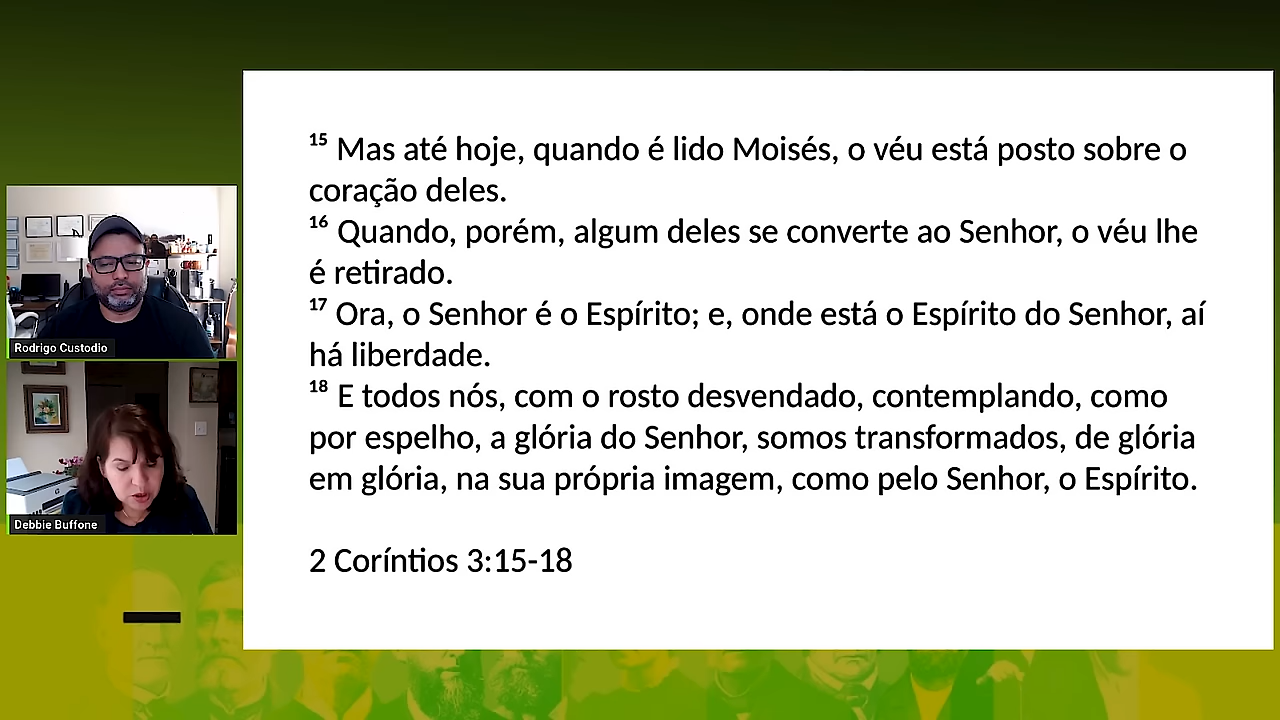 15 Mas até hoje, quando é lido Moisés, o véu está posto sobre o
coração deles.
16 Quando, porém, algum deles se converte ao Senhor, o véu lhe
é retirado.
17 Ora, o Senhor é o Espírito; e, onde está o Espírito do Senhor, aí
há liberdade.
18 E todos nós, com o rosto desvendado, contemplando, como
por espelho, a glória do Senhor, somos transformados, de glória
em glória, na sua própria imagem, como pelo Senhor, o Espírito.
2 Coríntios 3:15-18
Rodrigo Custodio
Debbie Buffone